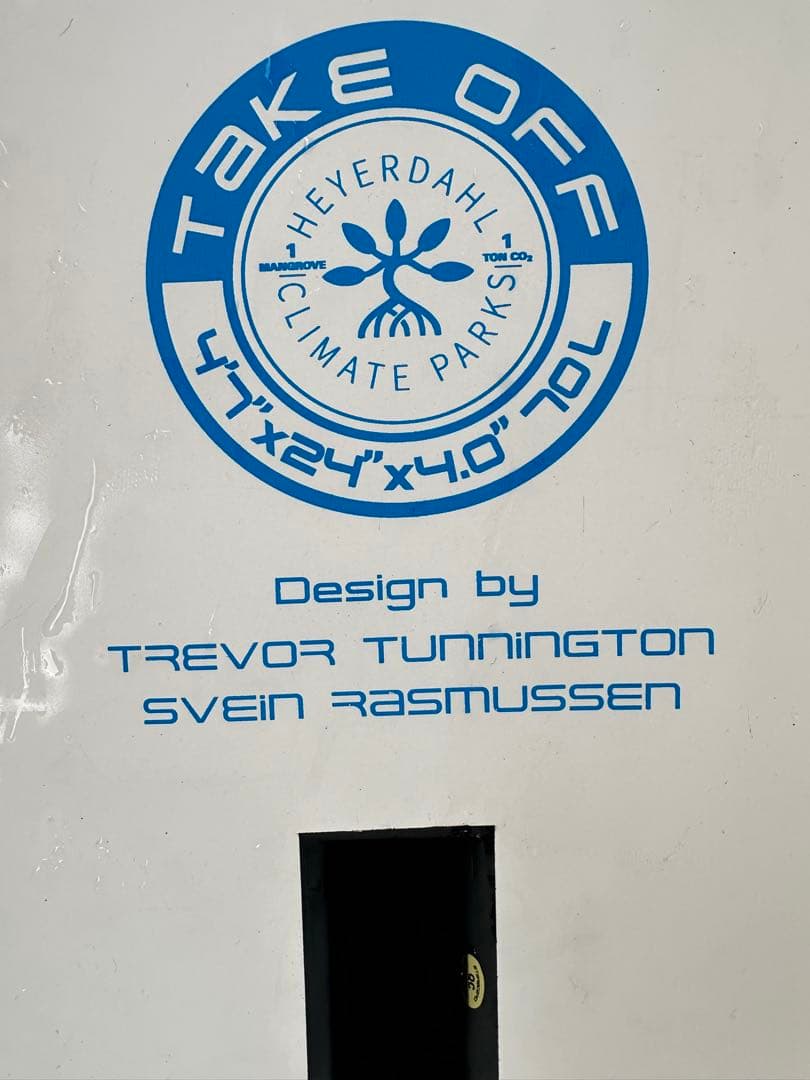 TAKE OFF
HEYERDAHL
1
MANGROVE
1
TON CO₂
CLIMATE PARKS
4'7"x24"x4.0" 70L
Design by
TREVOR TUNNINGTON
SVEIN RASMUSSEN
QC